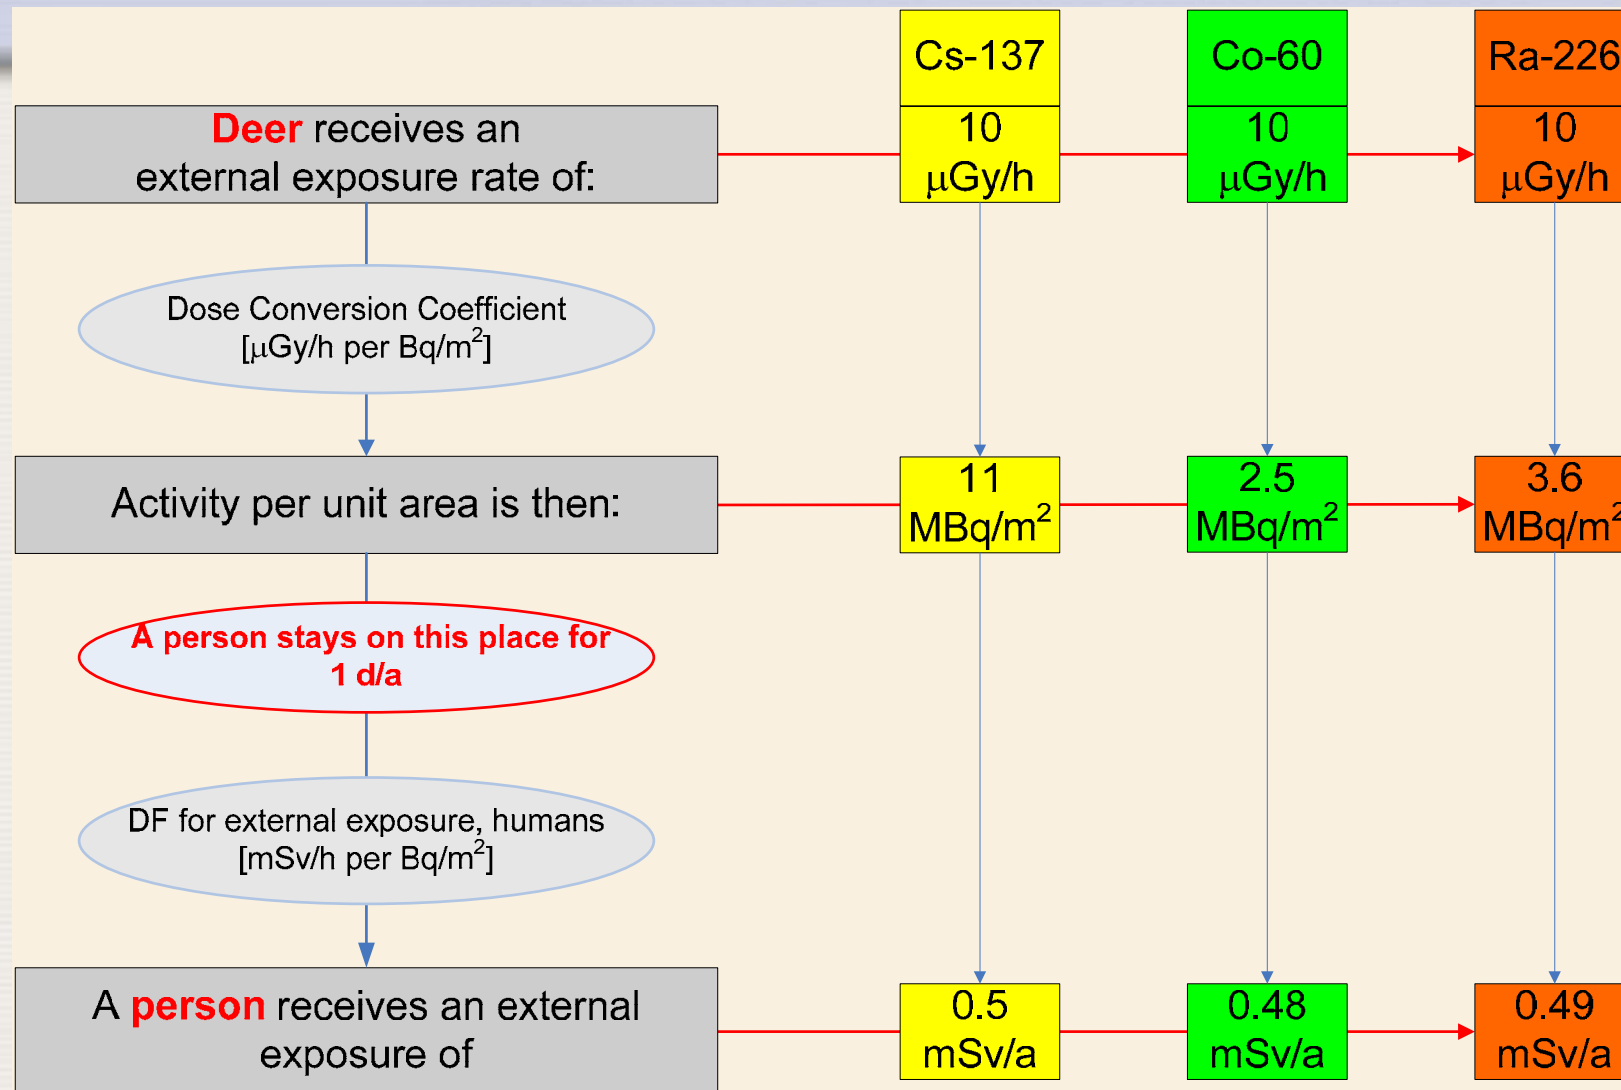 Cs-137
Co-60
Ra-226
Deer receives an
external exposure rate of:
10
μGy/h
10
μGy/h
10
μGy/h
Dose Conversion Coefficient
[μGy/h per Bq/m²]
Activity per unit area is then:
11
MBq/m²
2.5
MBq/m²
3.6
MBq/m²
A person stays on this place for
1 d/a
DF for external exposure, humans
[mSv/h per Bq/m²]
A person receives an external
exposure of
0.5
mSv/a
0.48
mSv/a
0.49
mSv/a